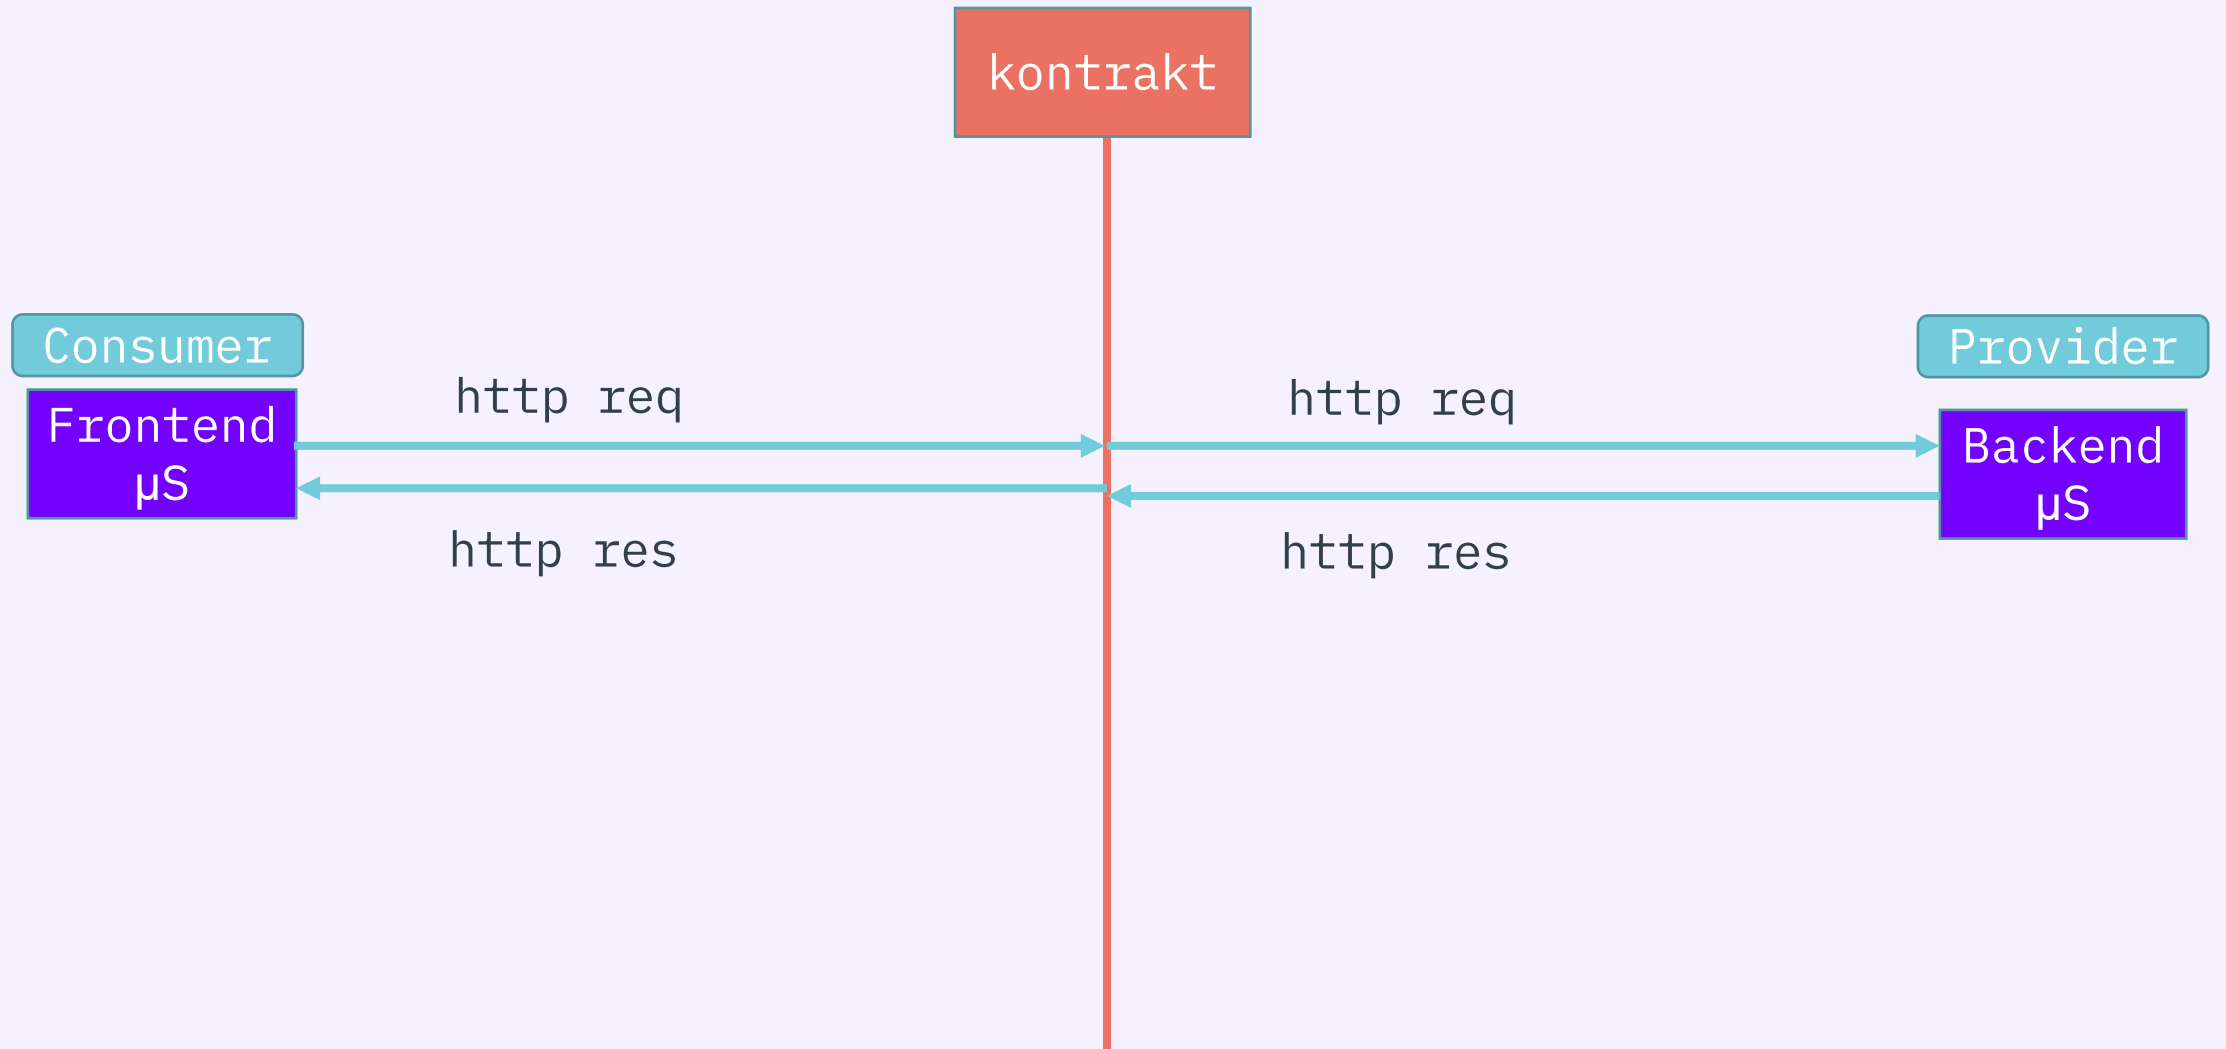 kontrakt
Consumer
Frontend
µS
http req
http res
http req
http res
Provider
Backend
µS